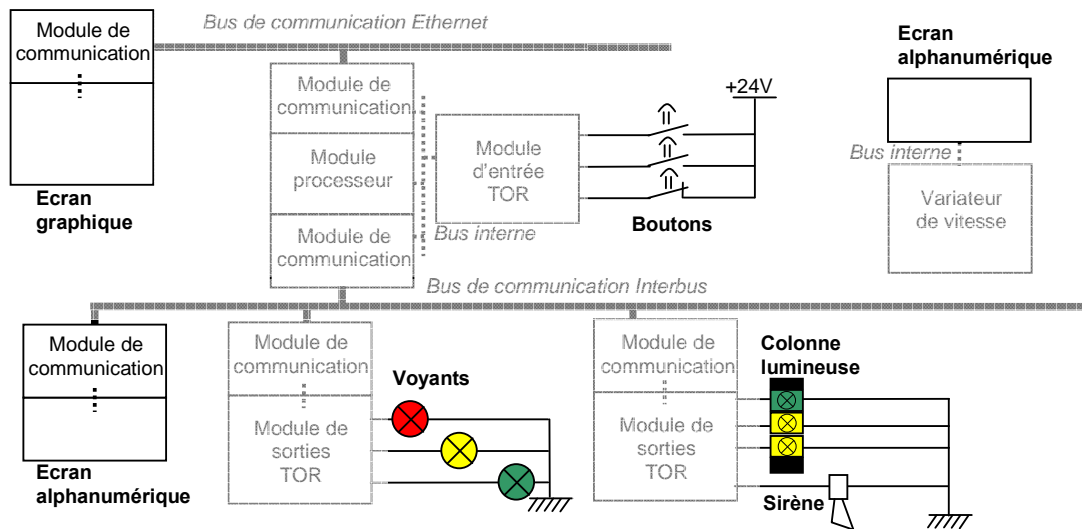 Module de
communication
Ecran
graphique
Bus de communication Ethernet
Module de
communication
Module
processeur
Module de
communication
Bus interne
Module
d'entrée
TOR
+24V
Boutons
Ecran
alphanumérique
Bus interne
Variateur
de vitesse
Bus de communication Interbus
Module de
communication
Ecran
alphanumérique
Module de
communication
Module de
sorties
TOR
Voyants
Module de
communication
Module de
sorties
TOR
Colonne
lumineuse
Sirène